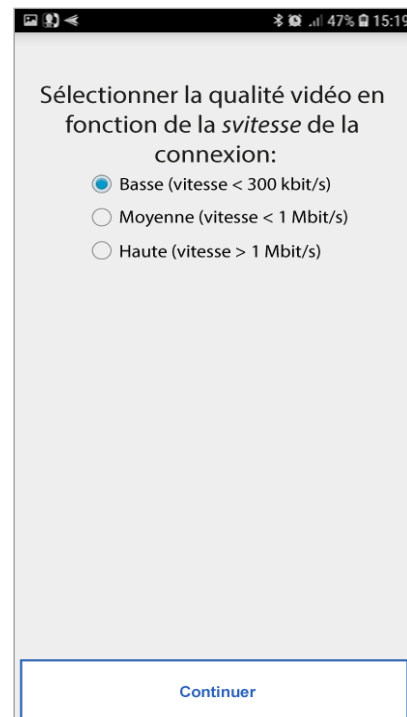 47% 15:19
Sélectionner la qualité vidéo en
fonction de la svitesse de la
connexion:
Basse (vitesse < 300 kbit/s)
Moyenne (vitesse < 1 Mbit/s)
Haute (vitesse > 1 Mbit/s)
Continuer